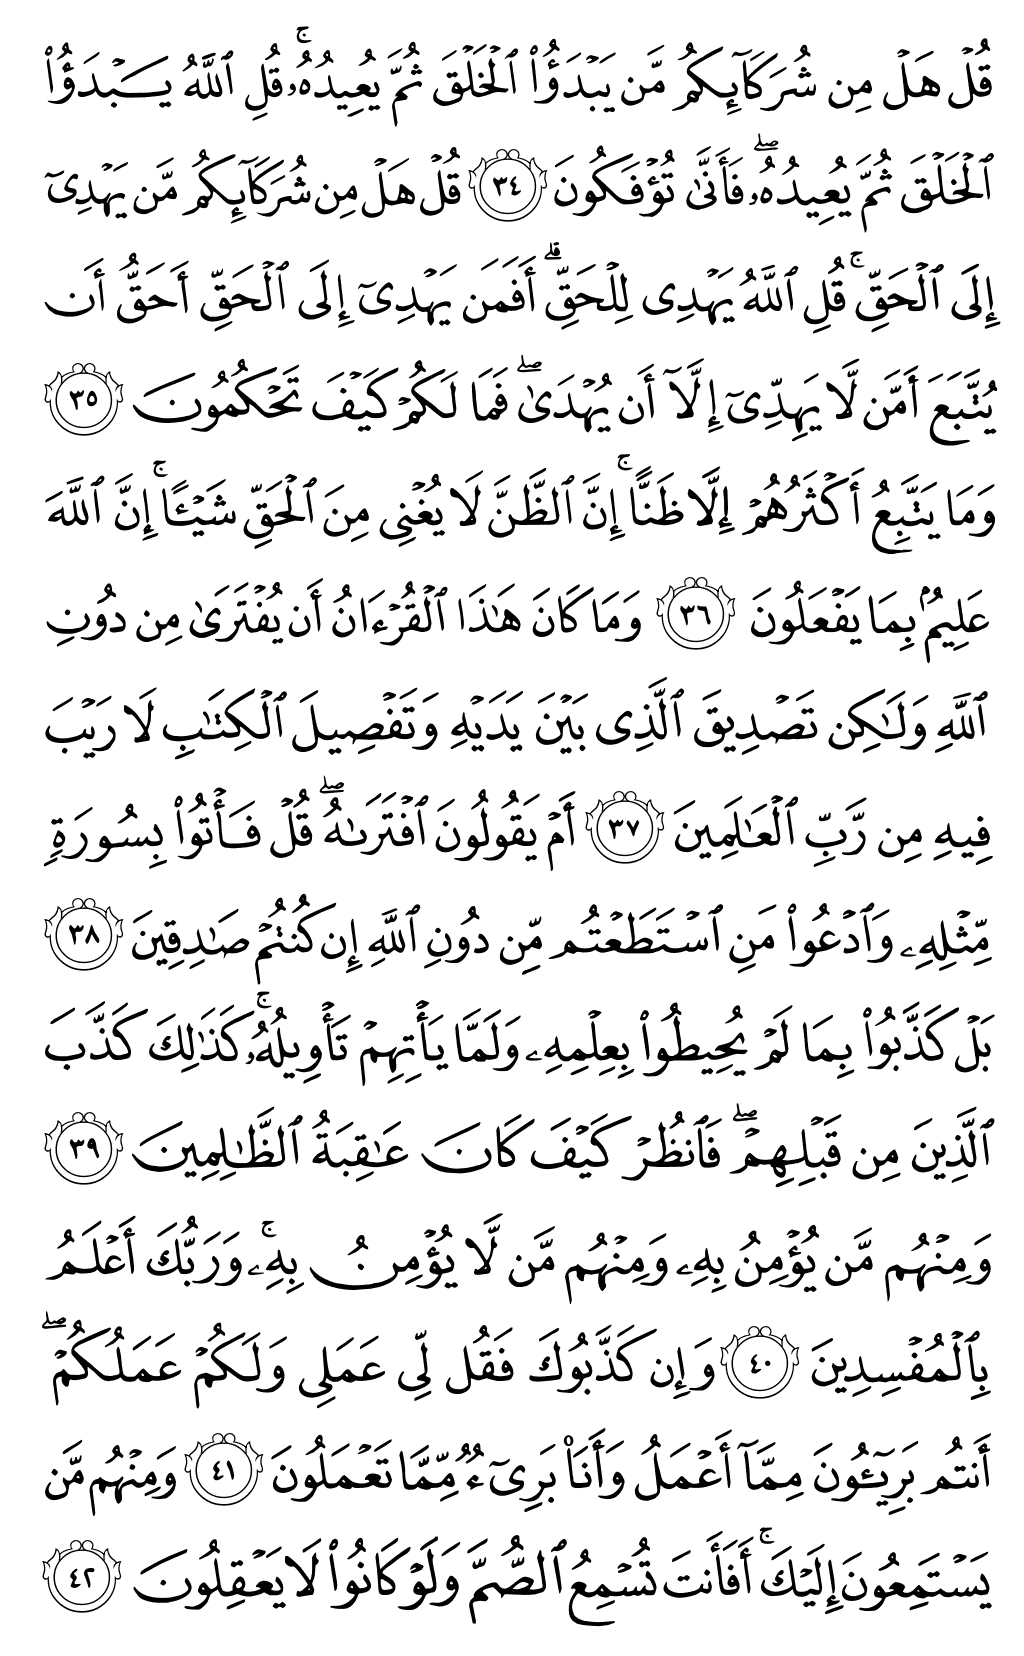 قُلْ هَلْ مِن شُرَكَآئِكُم مَّن يَبْدَؤُا۟ ٱلْخَلْقَ ثُمَّ يُعِيدُهُۥ ۚ قُلِ ٱللَّهُ يَبْدَؤُا۟
ٱلْخَلْقَ ثُمَّ يُعِيدُهُۥ ۖ فَأَنَّىٰ تُؤْفَكُونَ ٣٤ قُلْ هَلْ مِن شُرَكَآئِكُم مَّن يَهْدِىٓ
إِلَى ٱلْحَقِّ ۚ قُلِ ٱللَّهُ يَهْدِى لِلْحَقِّ ۗ أَفَمَن يَهْدِىٓ إِلَى ٱلْحَقِّ أَحَقُّ أَن
يُتَّبَعَ أَمَّن لَّا يَهِدِّىٓ إِلَّآ أَن يُهْدَىٰ ۖ فَمَا لَكُمْ كَيْفَ تَحْكُمُونَ ٣٥
وَمَا يَتَّبِعُ أَكْثَرُهُمْ إِلَّا ظَنًّا ۚ إِنَّ ٱلظَّنَّ لَا يُغْنِى مِنَ ٱلْحَقِّ شَيْـًٔا ۚ إِنَّ ٱللَّهَ
عَلِيمٌۢ بِمَا يَفْعَلُونَ ٣٦ وَمَا كَانَ هَـٰذَا ٱلْقُرْءَانُ أَن يُفْتَرَىٰ مِن دُونِ
ٱللَّهِ وَلَـٰكِن تَصْدِيقَ ٱلَّذِى بَيْنَ يَدَيْهِ وَتَفْصِيلَ ٱلْكِتَـٰبِ لَا رَيْبَ
فِيهِ مِن رَّبِّ ٱلْعَـٰلَمِينَ ٣٧ أَمْ يَقُولُونَ ٱفْتَرَىٰهُ ۖ قُلْ فَأْتُوا۟ بِسُورَةٍ
مِّثْلِهِۦ وَٱدْعُوا۟ مَنِ ٱسْتَطَعْتُم مِّن دُونِ ٱللَّهِ إِن كُنتُمْ صَـٰدِقِينَ ٣٨
بَلْ كَذَّبُوا۟ بِمَا لَمْ يُحِيطُوا۟ بِعِلْمِهِۦ وَلَمَّا يَأْتِهِمْ تَأْوِيلُهُۥ ۚ كَذَٰلِكَ كَذَّبَ
ٱلَّذِينَ مِن قَبْلِهِمْ ۖ فَٱنظُرْ كَيْفَ كَانَ عَـٰقِبَةُ ٱلظَّـٰلِمِينَ ٣٩
وَمِنْهُم مَّن يُؤْمِنُ بِهِۦ وَمِنْهُم مَّن لَّا يُؤْمِنُ بِهِۦ ۚ وَرَبُّكَ أَعْلَمُ
بِٱلْمُفْسِدِينَ ٤٠ وَإِن كَذَّبُوكَ فَقُل لِّى عَمَلِى وَلَكُمْ عَمَلُكُمْ ۖ
أَنتُم بَرِيٓـُٔونَ مِمَّآ أَعْمَلُ وَأَنَا۠ بَرِىٓءٌ مِّمَّا تَعْمَلُونَ ٤١ وَمِنْهُم مَّن
يَسْتَمِعُونَ إِلَيْكَ ۚ أَفَأَنتَ تُسْمِعُ ٱلصُّمَّ وَلَوْ كَانُوا۟ لَا يَعْقِلُونَ ٤٢